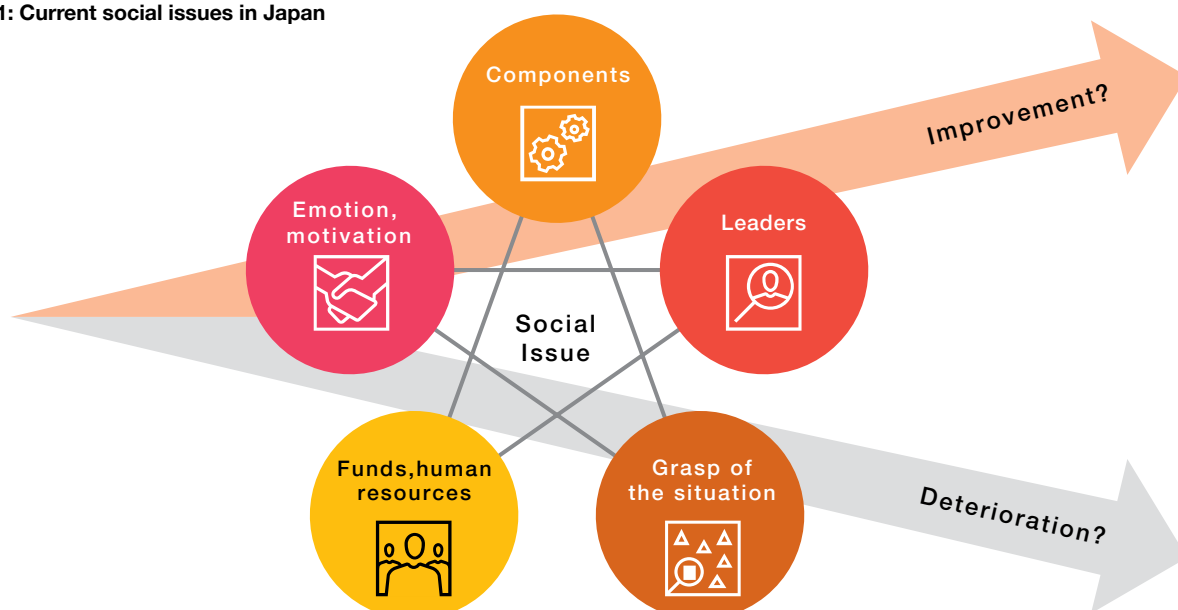 1: Current social issues in Japan
Components
Improvement?
Emotion,
motivation
Leaders
Social
Issue
Funds,human
resources
Grasp of
the situation
Deterioration?